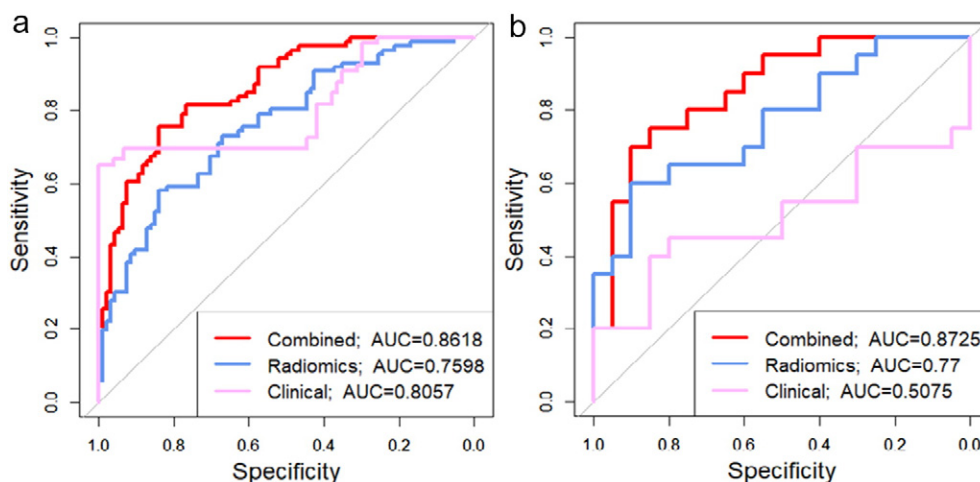 a
Sensitivity
1.0
0.8
0.6
0.4
0.2
0.0
Combined; AUC=0.8618
Radiomics; AUC=0.7598
Clinical; AUC=0.8057
1.0 0.8 0.6 0.4 0.2 0.0
Specificity
b
Sensitivity
1.0
0.8
0.6
0.4
0.2
0.0
Combined; AUC=0.8725
Radiomics; AUC=0.77
Clinical; AUC=0.5075
1.0 0.8 0.6 0.4 0.2 0.0
Specificity